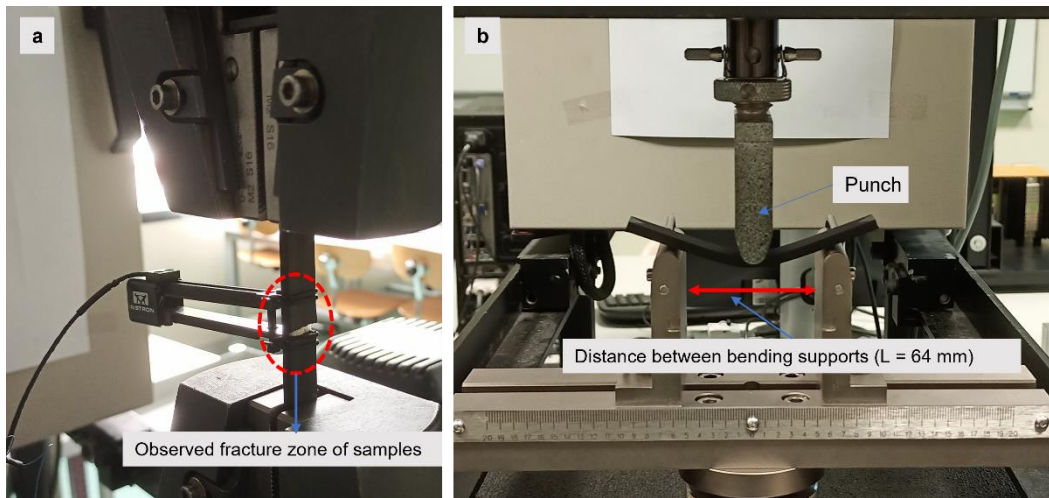 a
INSTRON
Observed fracture zone of samples
b
Punch
Distance between bending supports (L = 64 mm)